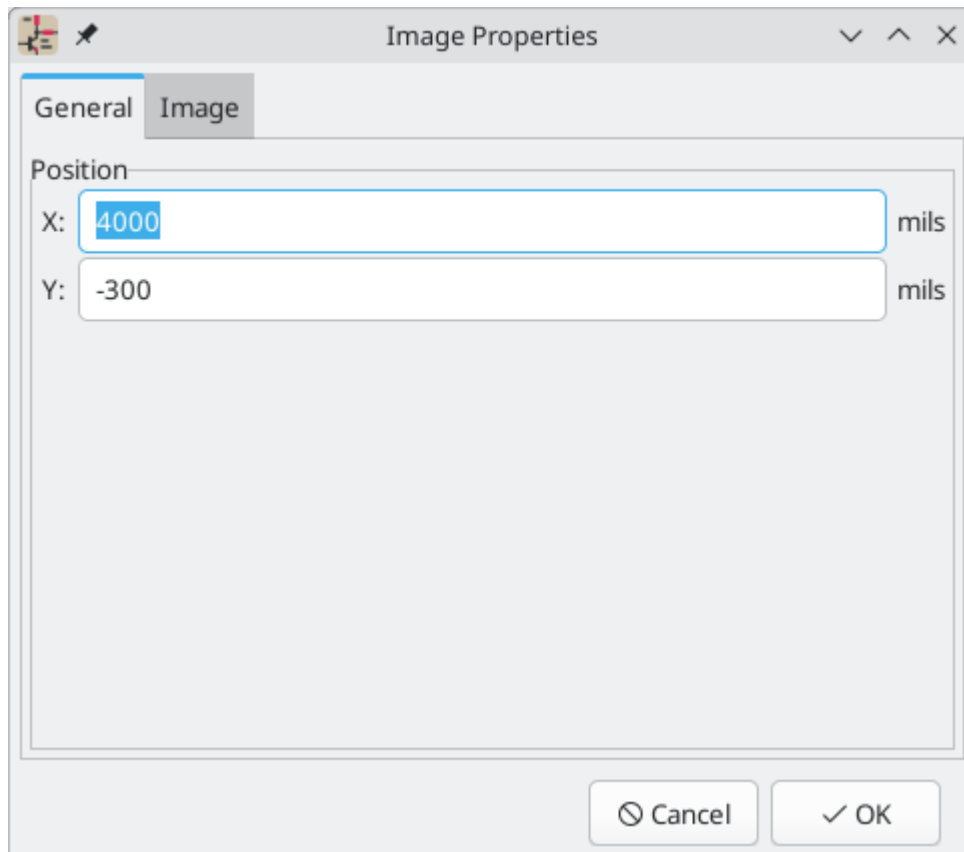 Image Properties
General Image
Position
X: 4000 mils
Y: -300 mils
Cancel OK